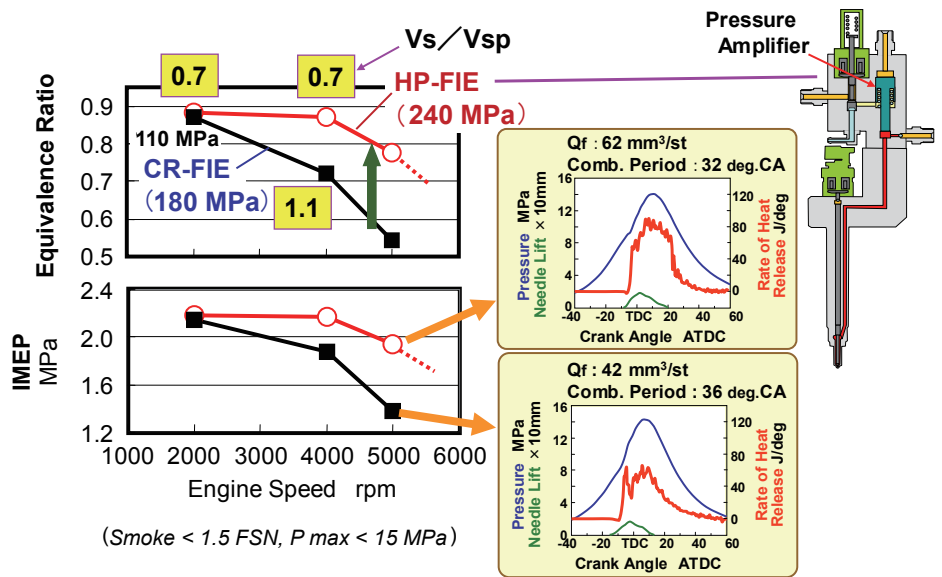 Vs／Vsp
0.7
0.7
HP-FIE
(240 MPa)
Pressure
Amplifier
Equivalence Ratio
0.9
0.8
0.7
0.6
0.5
110 MPa
CR-FIE
(180 MPa)
1.1
IMEP
MPa
2.4
2.0
1.6
1.2
1000 2000 3000 4000 5000 6000
Engine Speed rpm
(Smoke < 1.5 FSN, P max < 15 MPa)
Qf : 62 mm³/st
Comb. Period : 32 deg.CA
Pressure MPa
Needle Lift × 10mm
16
12
8
4
0
120
80
40
0
Rate of Heat
Release J/deg
-40 -20 TDC 20 40 60
Crank Angle ATDC
Qf : 42 mm³/st
Comb. Period : 36 deg.CA
Pressure MPa
Needle Lift × 10mm
16
12
8
4
0
120
80
40
0
Rate of Heat
Release J/deg
-40 -20 TDC 20 40 60
Crank Angle ATDC